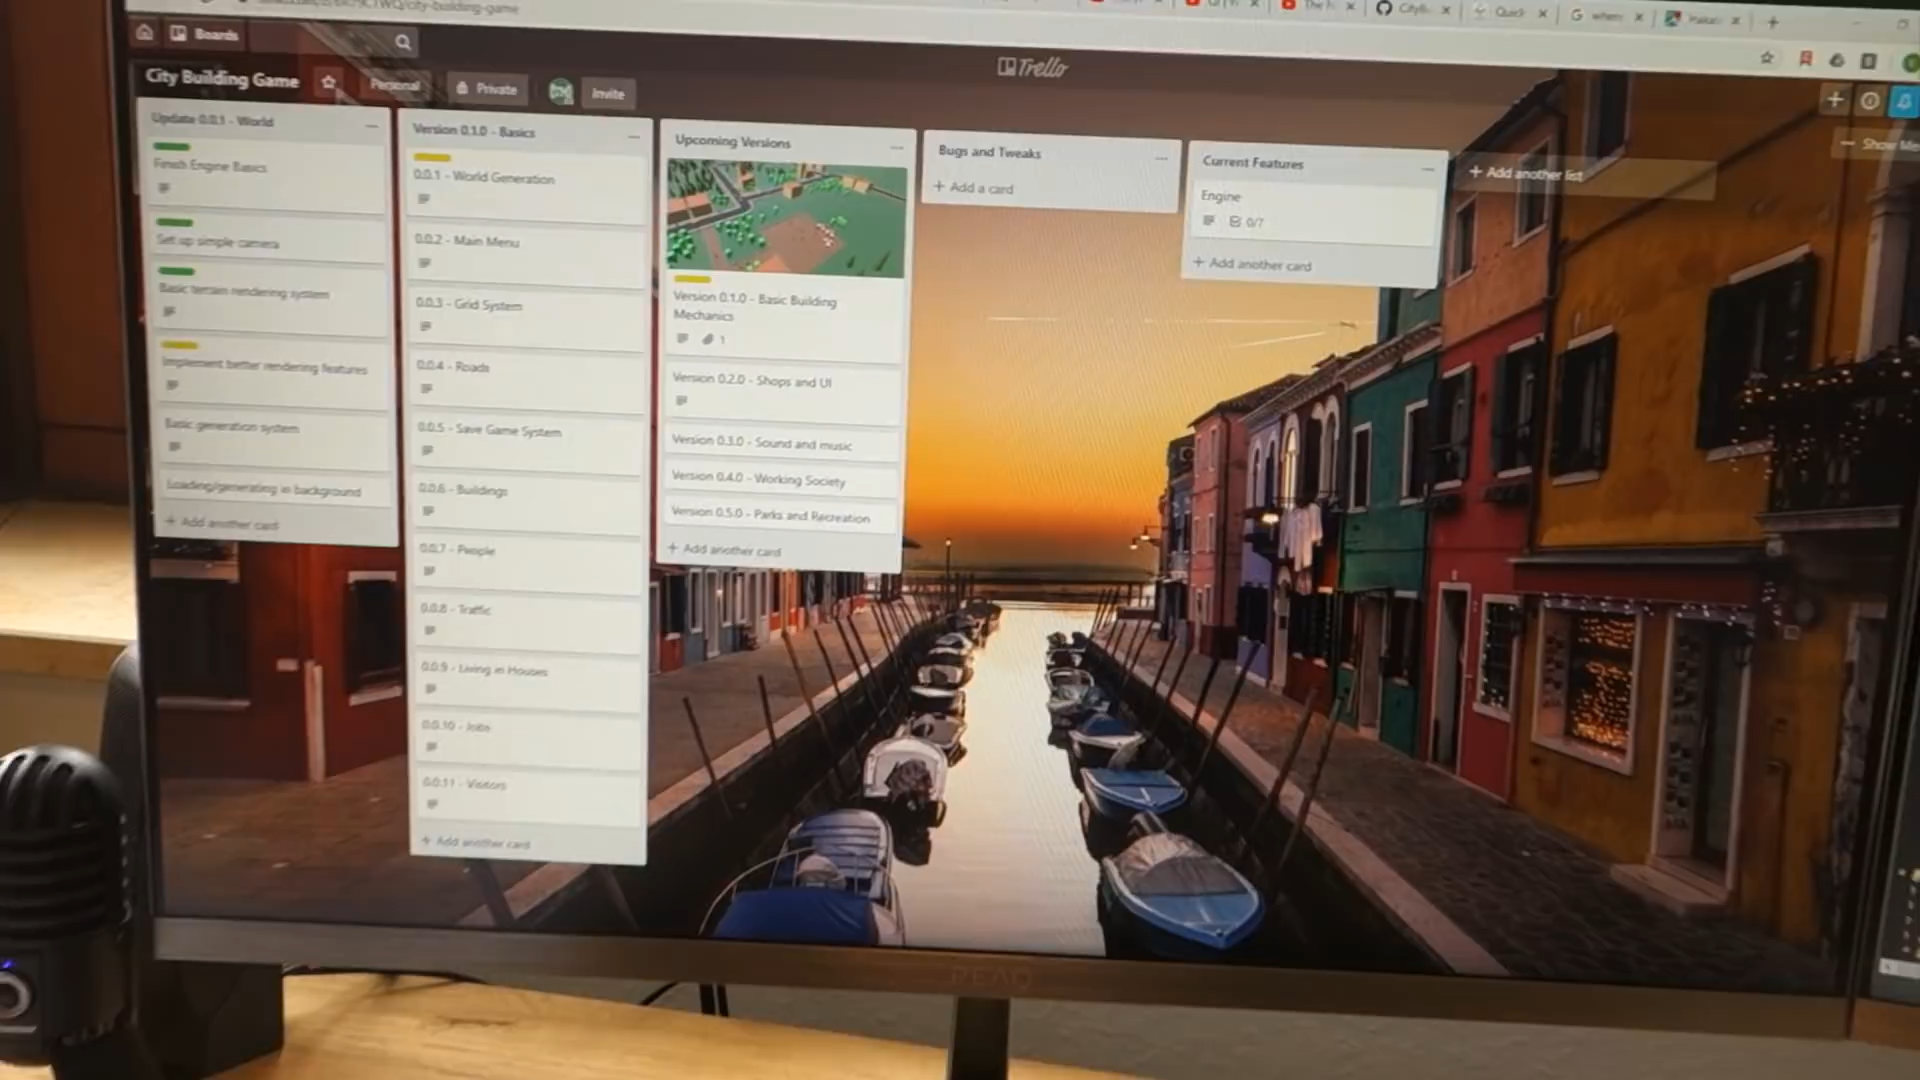 city-building-game
Boards
Trello
City Building Game
Personal
Private
Invite
Update 0.0.1 - World
Finish Engine Basics
Set up simple camera
Basic terrain rendering system
Implement better rendering features
Basic generation system
Loading/generating in background
+ Add another card
Version 0.1.0 - Basics
0.0.1 - World Generation
0.0.2 - Main Menu
0.0.3 - Grid System
0.0.4 - Roads
0.0.5 - Save Game System
0.0.6 - Buildings
0.0.7 - People
0.0.8 - Traffic
0.0.9 - Living in Houses
0.0.10 - Jobs
0.0.11 - Visitors
+ Add another card
Upcoming Versions
Version 0.1.0 - Basic Building
Mechanics
1
Version 0.2.0 - Shops and UI
Version 0.3.0 - Sound and music
Version 0.4.0 - Working Society
Version 0.5.0 - Parks and Recreation
+ Add another card
Bugs and Tweaks
+ Add a card
Current Features
Engine
0/7
+ Add another card
+ Add another list
Show Me
PEAQ